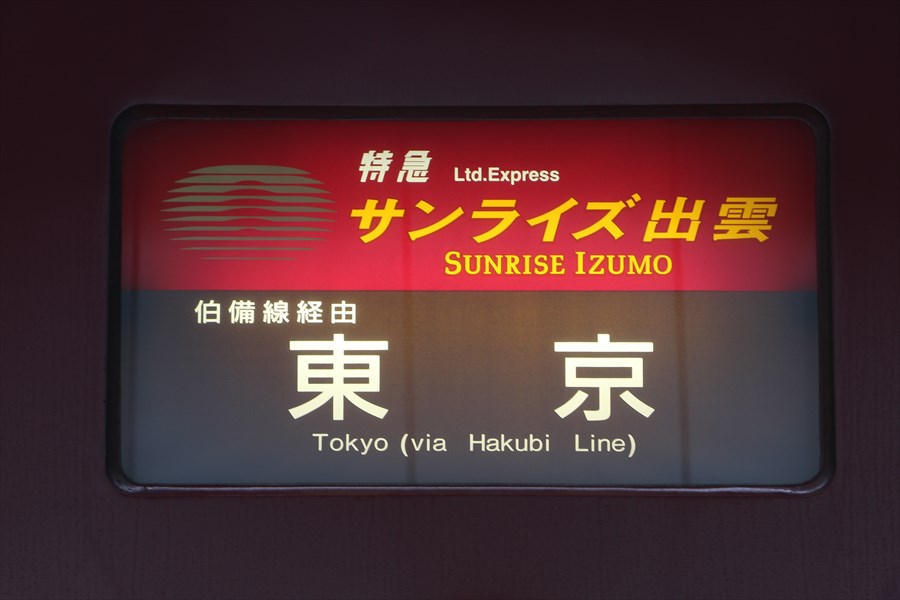 特急 Ltd.Express
サンライズ出雲
SUNRISE IZUMO
伯備線経由
東京
Tokyo (via Hakubi Line)